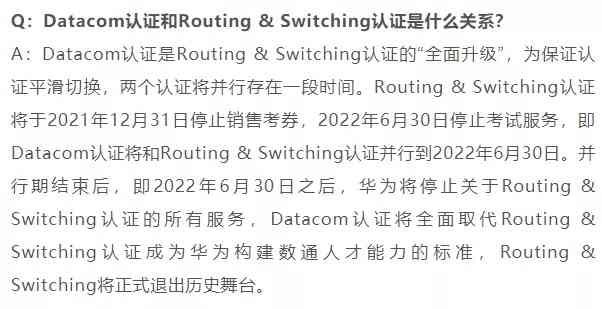 Q：Datacom认证和Routing & Switching认证是什么关系？
A：Datacom认证是Routing & Switching认证的“全面升级”，为保证认
证平滑切换，两个认证将并行存在一段时间。Routing & Switching认证
将于2021年12月31日停止销售考券，2022年6月30日停止考试服务，即
Datacom认证将和Routing & Switching认证并行到2022年6月30日。并
行期结束后，即2022年6月30日之后，华为将停止关于Routing &
Switching认证的所有服务，Datacom认证将全面取代Routing &
Switching认证成为华为构建数通人才能力的标准，Routing &
Switching将正式退出历史舞台。